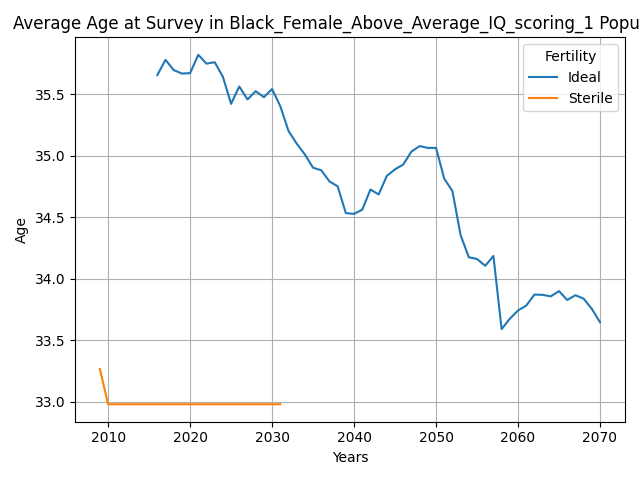 Average Age at Survey in Black_Female_Above_Average_IQ_scoring_1 Popu
Fertility
Ideal
Sterile
Age
35.5
35.0
34.5
34.0
33.5
33.0
2010 2020 2030 2040 2050 2060 2070
Years